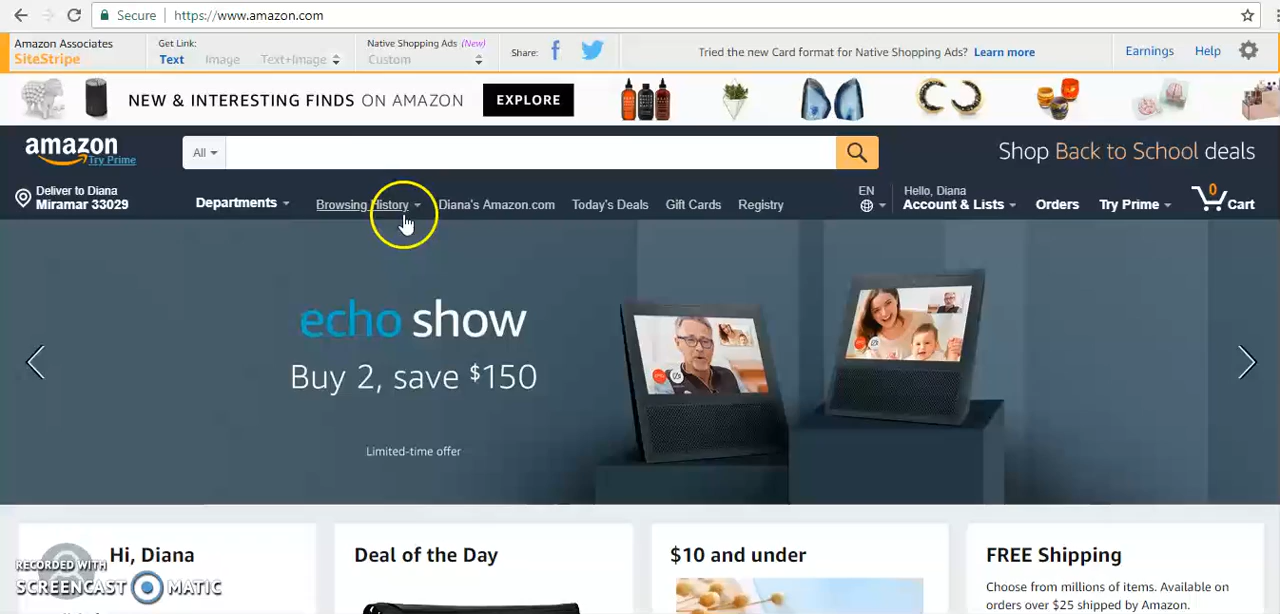 Secure https://www.amazon.com
Amazon Associates
SiteStripe
Get Link:
Text Image Text+Image
Native Shopping Ads (New)
Custom
Share:
Tried the new Card format for Native Shopping Ads? Learn more
Earnings Help
NEW & INTERESTING FINDS ON AMAZON EXPLORE
amazon
Try Prime
All
Shop Back to School deals
Deliver to Diana
Miramar 33029
Departments Browsing History Diana's Amazon.com Today's Deals Gift Cards Registry
EN
Hello, Diana
Account & Lists Orders Try Prime 0 Cart
echo show
Buy 2, save $150
Limited-time offer
Hi, Diana
Deal of the Day
$10 and under
FREE Shipping
Choose from millions of items. Available on
orders over $25 shipped by Amazon.
RECORDED WITH
SCREENCAST MATIC